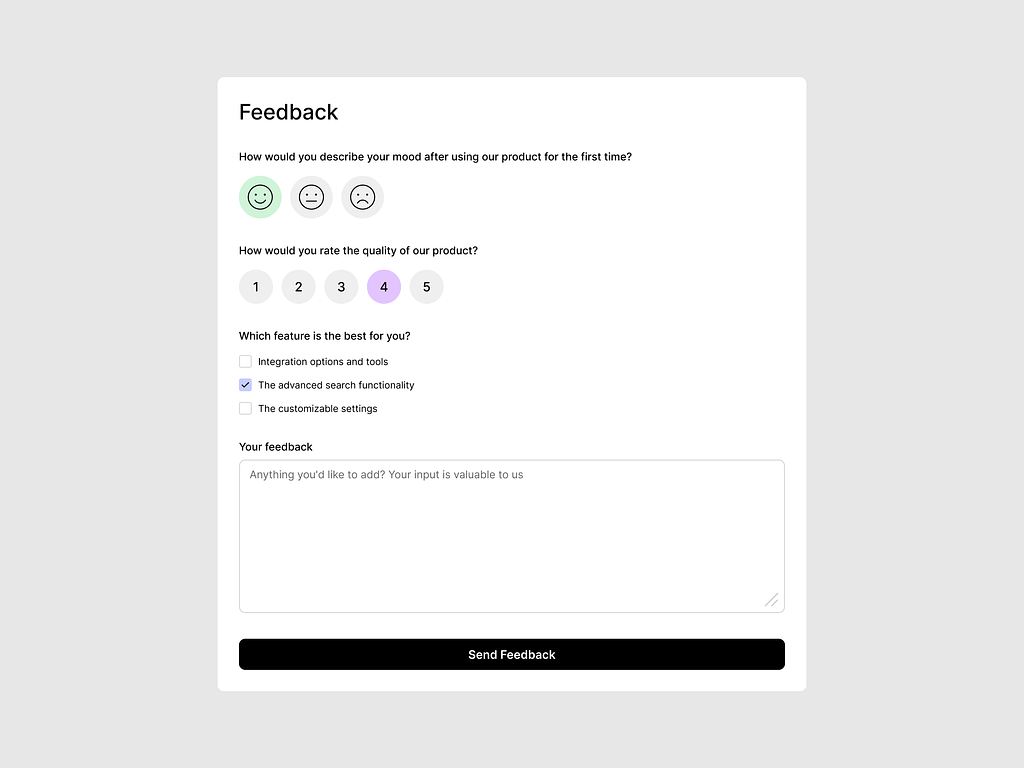 Feedback
How would you describe your mood after using our product for the first time?
How would you rate the quality of our product?
1 2 3 4 5
Which feature is the best for you?
Integration options and tools
The advanced search functionality
The customizable settings
Your feedback
Anything you'd like to add? Your input is valuable to us
Send Feedback